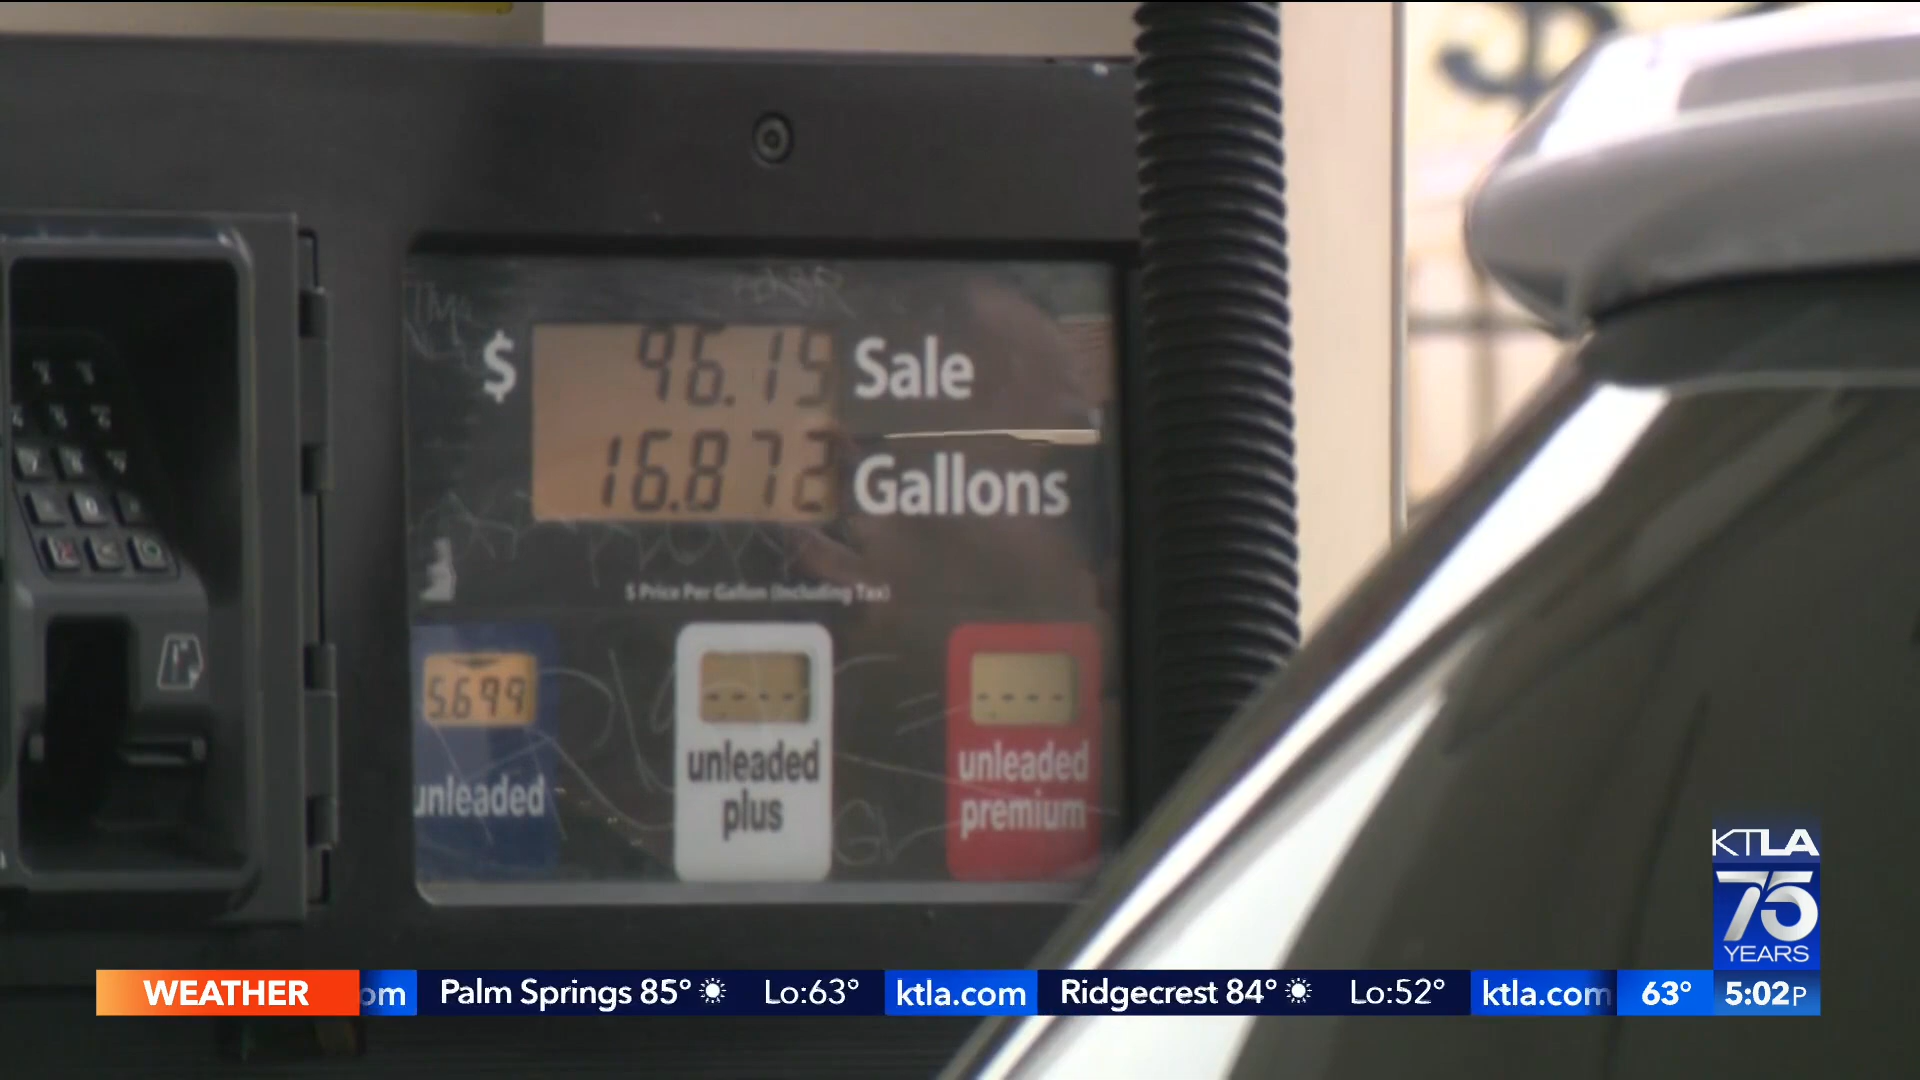 $ 96.19 Sale
16.872 Gallons
$ Price Per Gallon (Including Tax)
5.699
unleaded
unleaded
plus
unleaded
premium
KTLA
75
YEARS
WEATHER om Palm Springs 85° Lo:63° ktla.com Ridgecrest 84° Lo:52° ktla.com 63° 5:02P